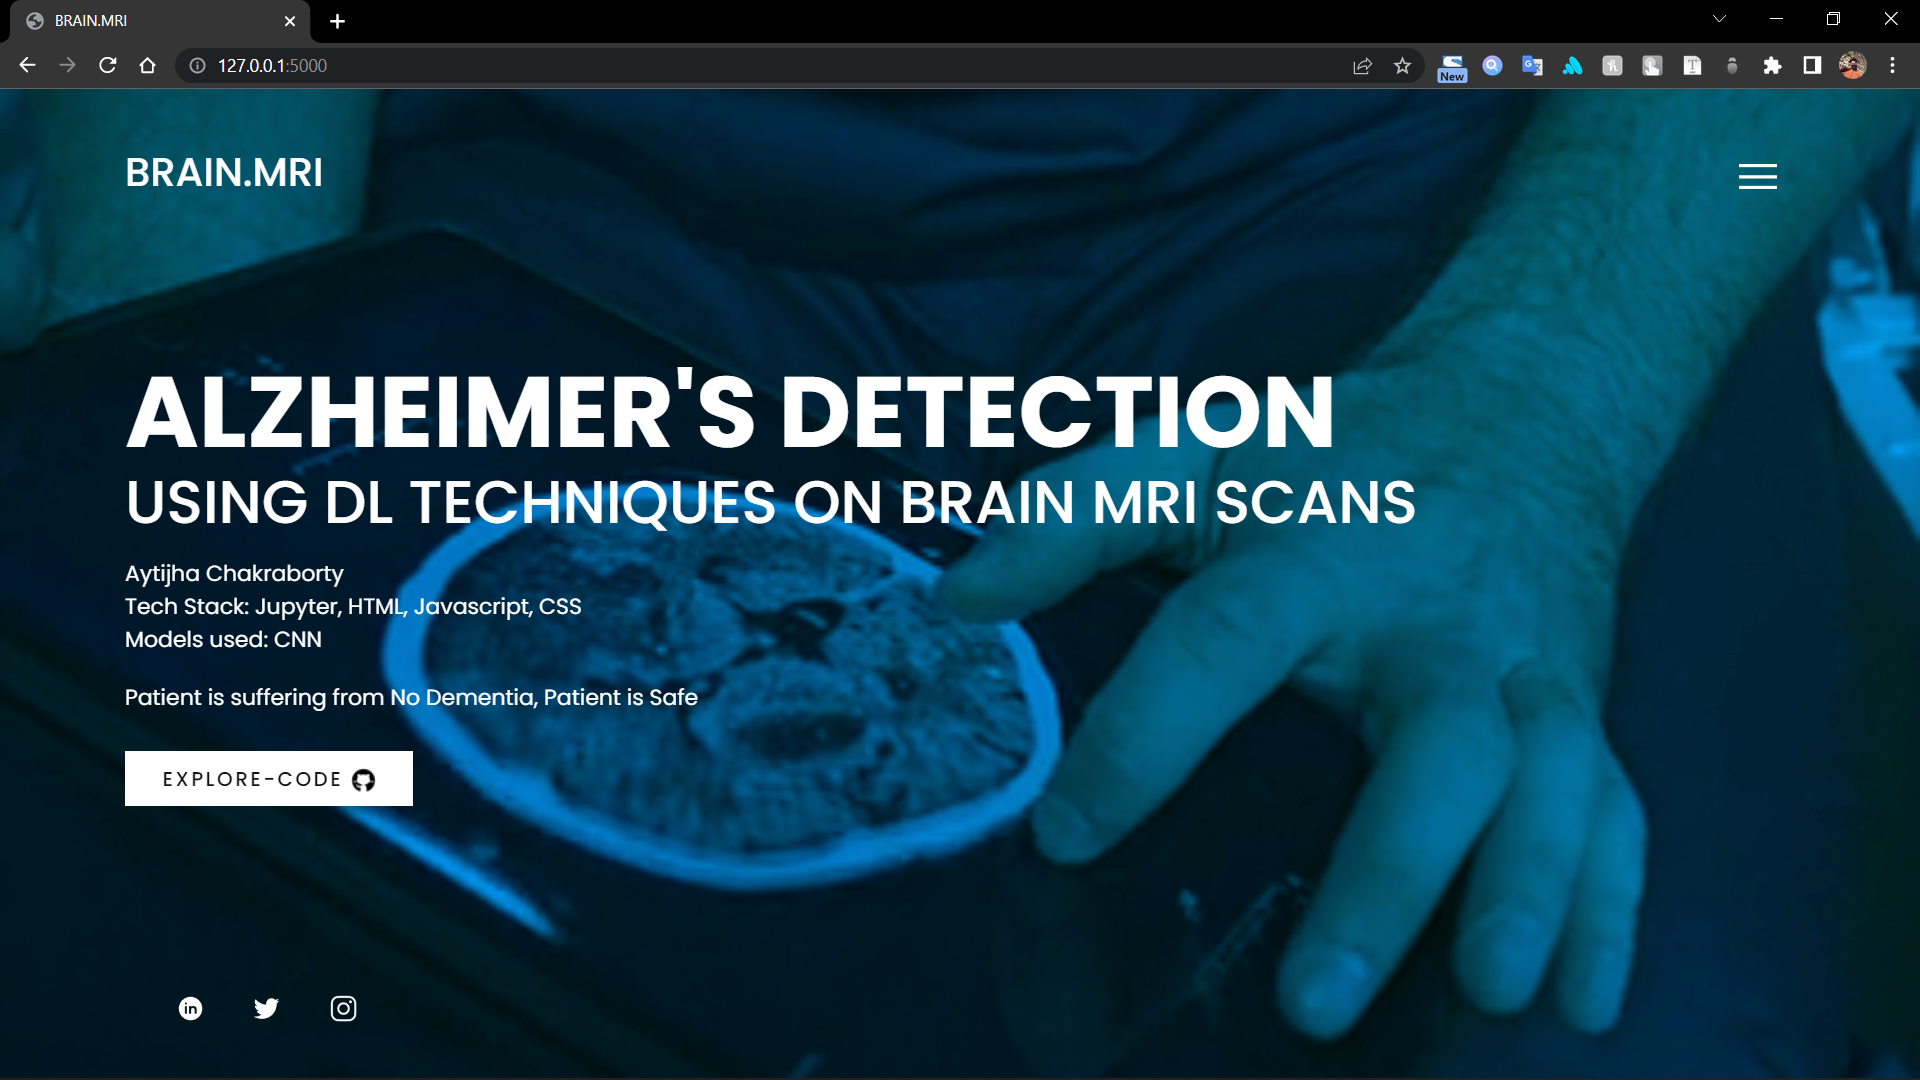 BRAIN.MRI
127.0.0.1:5000
New
BRAIN.MRI
ALZHEIMER'S DETECTION
USING DL TECHNIQUES ON BRAIN MRI SCANS
Aytijha Chakraborty
Tech Stack: Jupyter, HTML, Javascript, CSS
Models used: CNN
Patient is suffering from No Dementia, Patient is Safe
EXPLORE-CODE
in